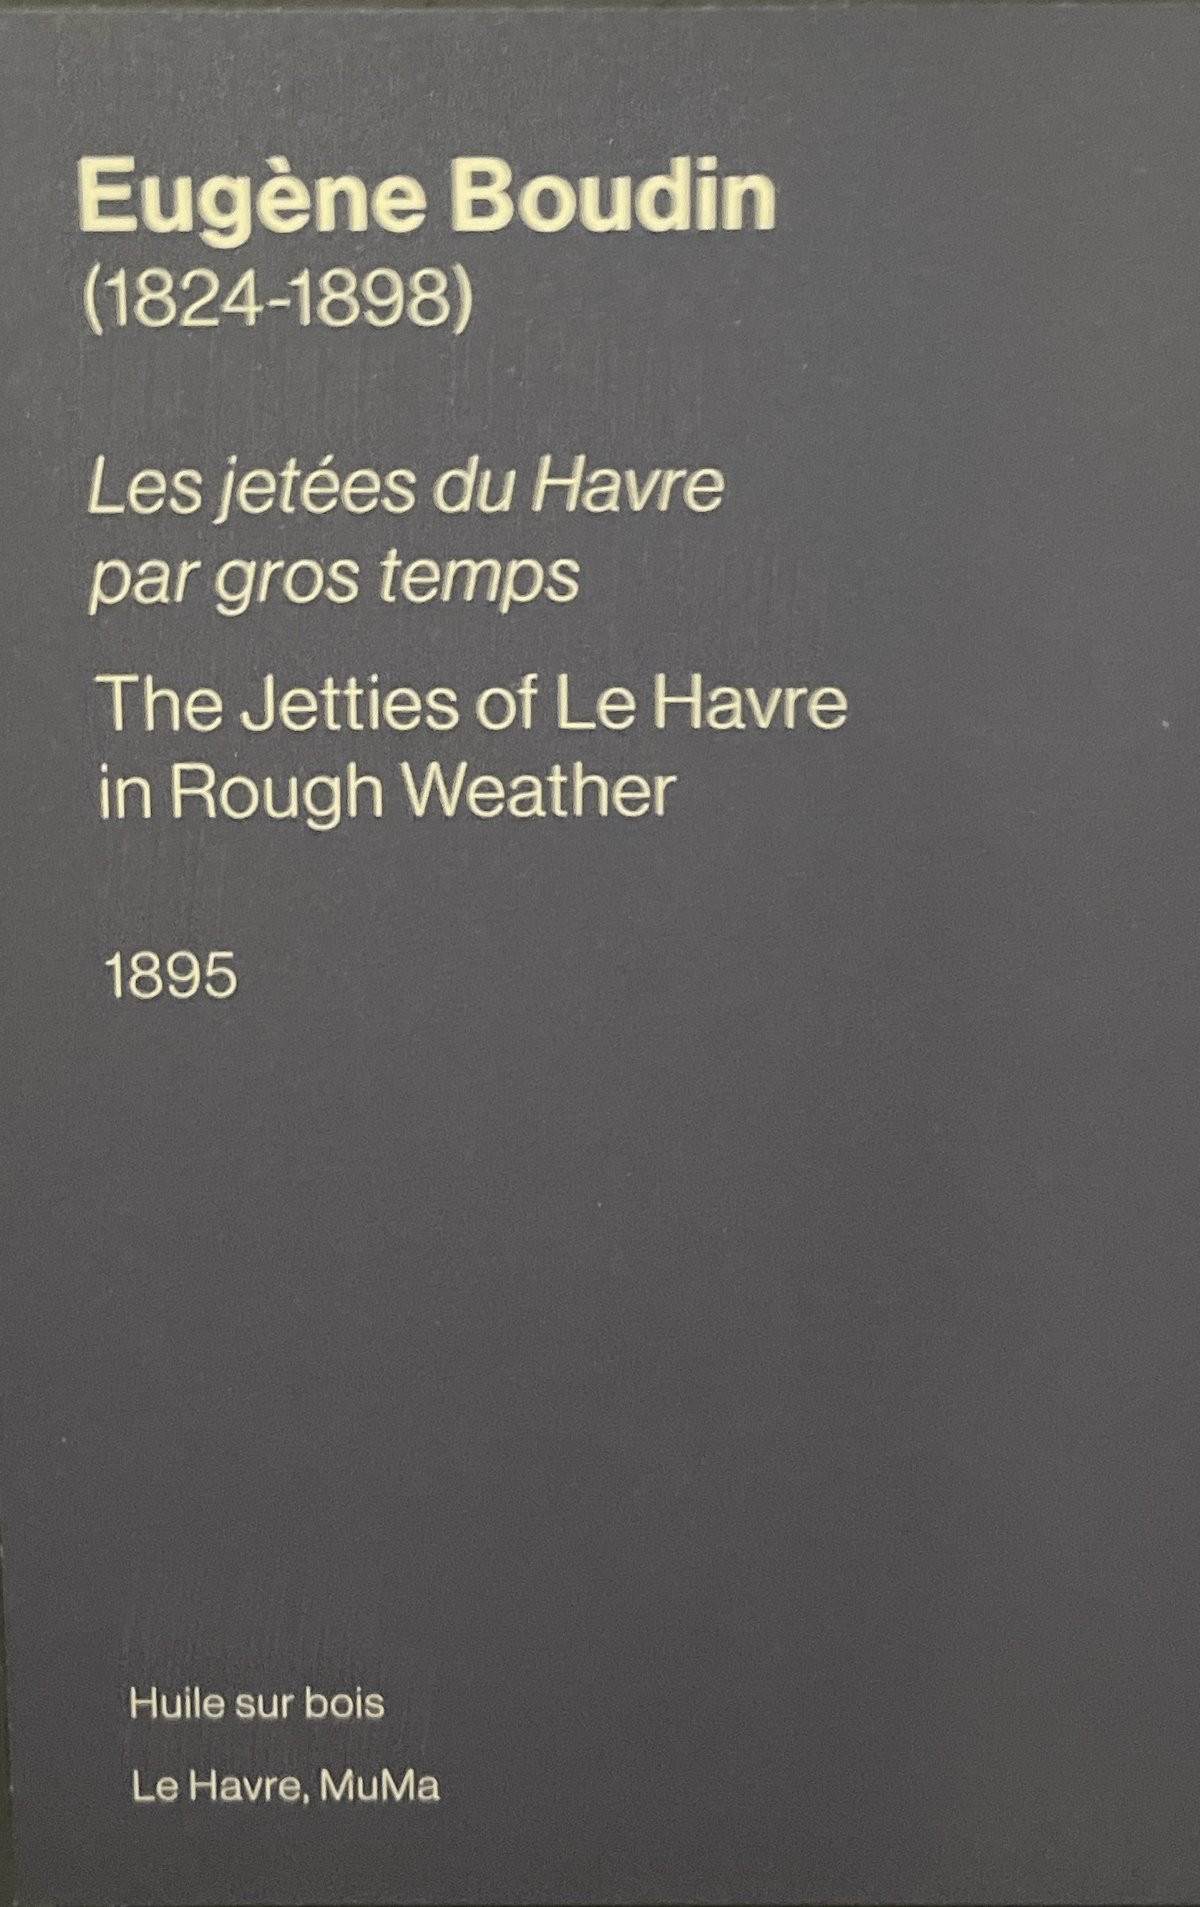 Eugène Boudin
(1824-1898)
Les jetées du Havre
par gros temps
The Jetties of Le Havre
in Rough Weather
1895
Huile sur bois
Le Havre, MuMa